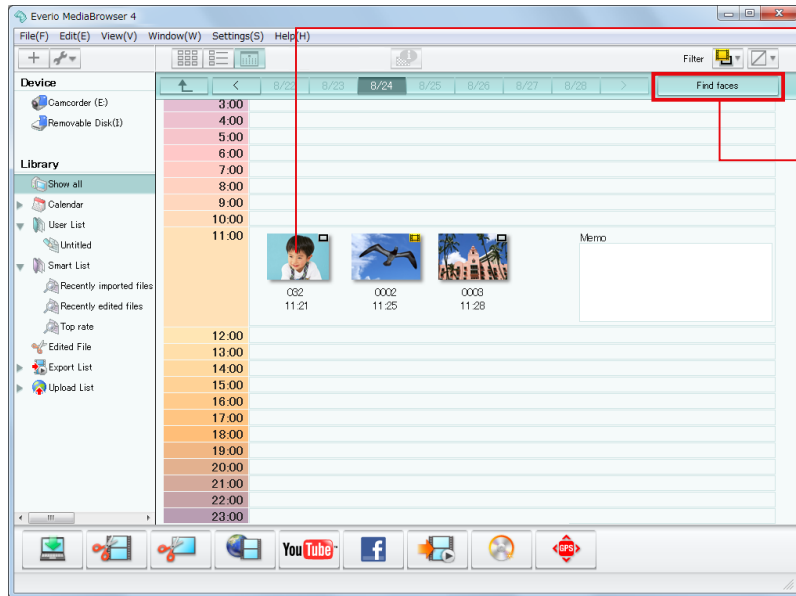 Everio MediaBrowser 4
File(F) Edit(E) View(V) Window(W) Settings(S) Help(H)
Filter
Device
Camcorder (E:)
Removable Disk(I)
Library
Show all
Calendar
User List
Untitled
Smart List
Recently imported files
Recently edited files
Top rate
Edited File
Export List
Upload List
< 8/22 8/23 8/24 8/25 8/26 8/27 8/28 > Find faces
3:00
4:00
5:00
6:00
7:00
8:00
9:00
10:00
11:00
Memo
032 0002 0003
11:21 11:25 11:28
12:00
13:00
14:00
15:00
16:00
17:00
18:00
19:00
20:00
21:00
22:00
23:00
YouTube f GPS